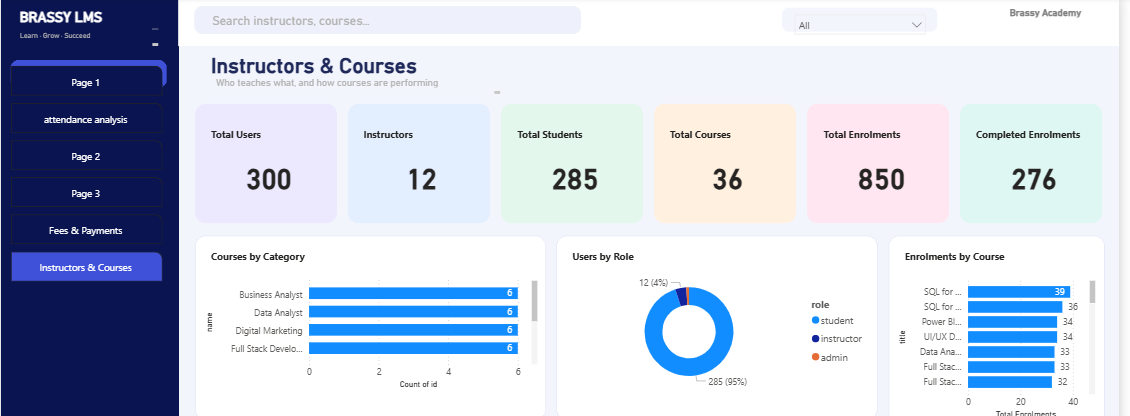 BRASSY LMS
Learn · Grow · Succeed
Page 1
attendance analysis
Page 2
Page 3
Fees & Payments
Instructors & Courses
Search instructors, courses...
All
Brassy Academy
Instructors & Courses
Who teaches what, and how courses are performing
Total Users
300
Instructors
12
Total Students
285
Total Courses
36
Total Enrolments
850
Completed Enrolments
276
Courses by Category
name
Business Analyst 6
Data Analyst 6
Digital Marketing 6
Full Stack Develo... 6
0 2 4 6
Count of id
Users by Role
12 (4%)
285 (95%)
role
student
instructor
admin
Enrolments by Course
title
SQL for ... 39
SQL for ... 36
Power BI... 34
UI/UX D... 34
Data Ana... 33
Full Stac... 33
Full Stac... 32
0 20 40
Total Enrolments